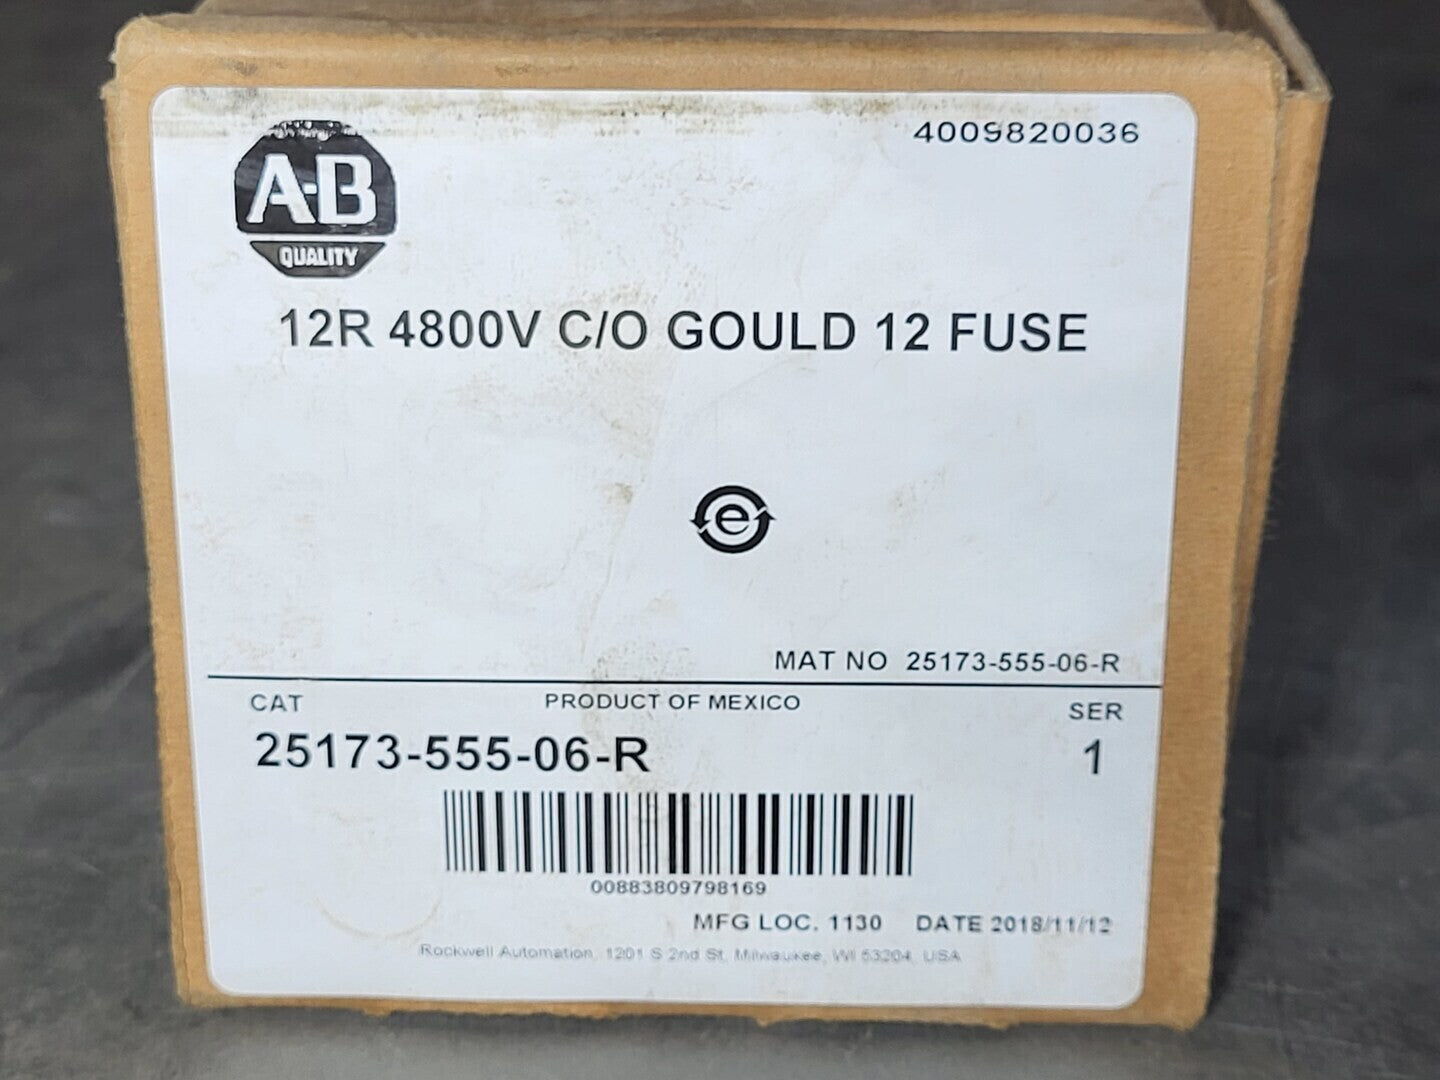 4009820036
A-B
QUALITY
12R 4800V C/O GOULD 12 FUSE
e
MAT NO 25173-555-06-R
CAT PRODUCT OF MEXICO SER
25173-555-06-R 1
00883809798169
MFG LOC. 1130 DATE 2018/11/12
Rockwell Automation, 1201 S 2nd St, Milwaukee, WI 53204, USA